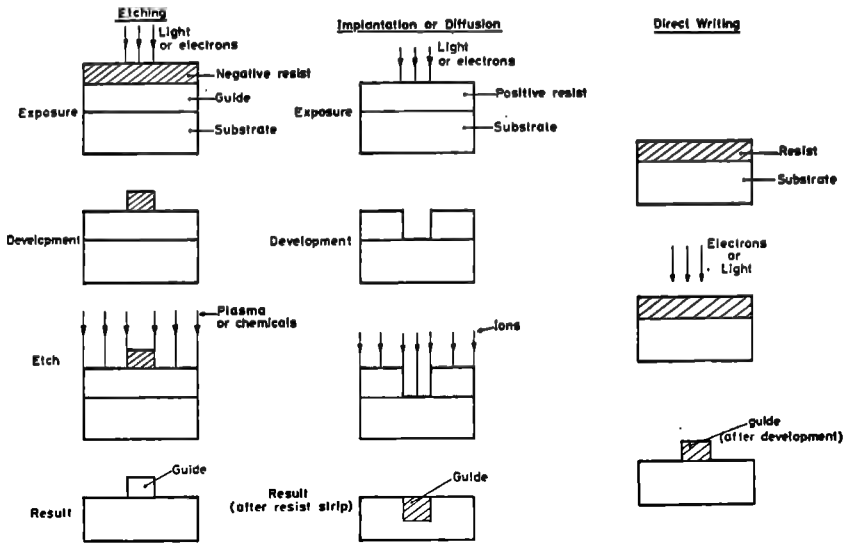 Etching
Light
or electrons
Negative resist
Guide
Exposure
Substrate
Development
Plasma
or chemicals
Etch
Guide
Result
Implantation or Diffusion
Light
or electrons
Positive resist
Exposure
Substrate
Development
Ions
Guide
Result
(after resist strip)
Direct Writing
Resist
Substrate
Electrons
or
Light
guide
(after development)